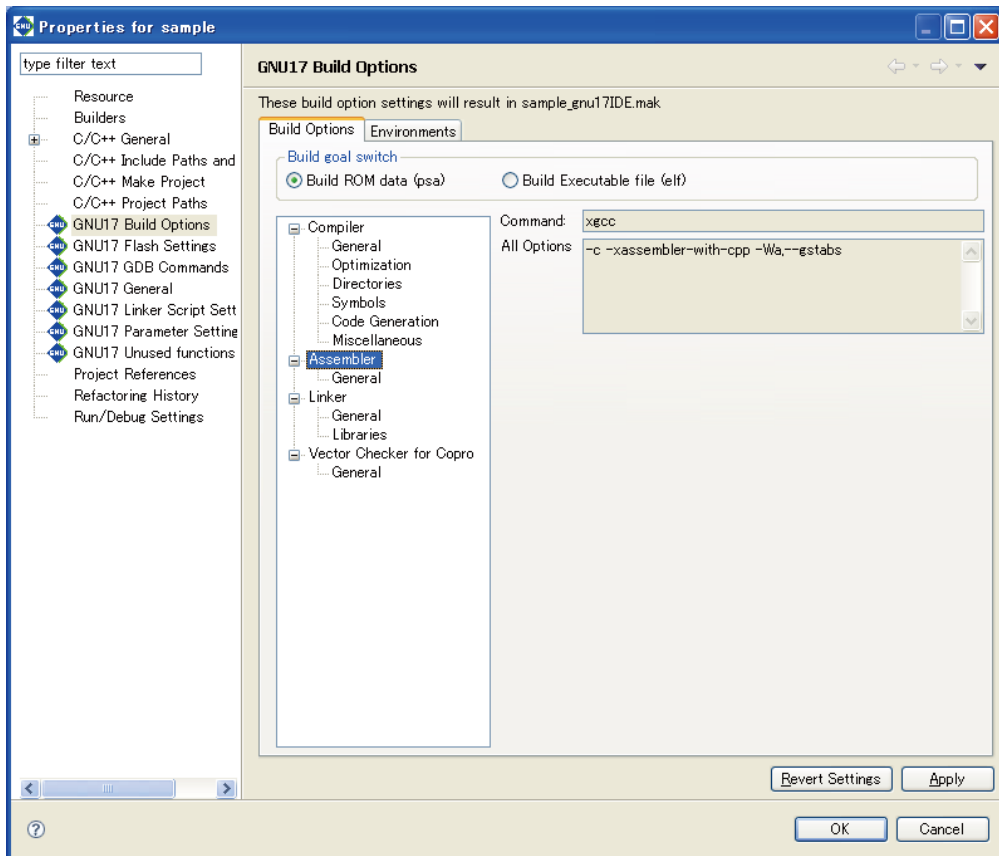 Properties for sample
type filter text
Resource
Builders
C/C++ General
C/C++ Include Paths and
C/C++ Make Project
C/C++ Project Paths
GNU17 Build Options
GNU17 Flash Settings
GNU17 GDB Commands
GNU17 General
GNU17 Linker Script Sett
GNU17 Parameter Setting
GNU17 Unused functions
Project References
Refactoring History
Run/Debug Settings
GNU17 Build Options
These build option settings will result in sample_gnu17IDE.mak
Build Options Environments
Build goal switch
Build ROM data (psa) Build Executable file (elf)
Compiler
General
Optimization
Directories
Symbols
Code Generation
Miscellaneous
Assembler
General
Linker
General
Libraries
Vector Checker for Copro
General
Command: xgcc
All Options -c -xassembler-with-cpp -Wa,--gstabs
Revert Settings Apply
OK Cancel